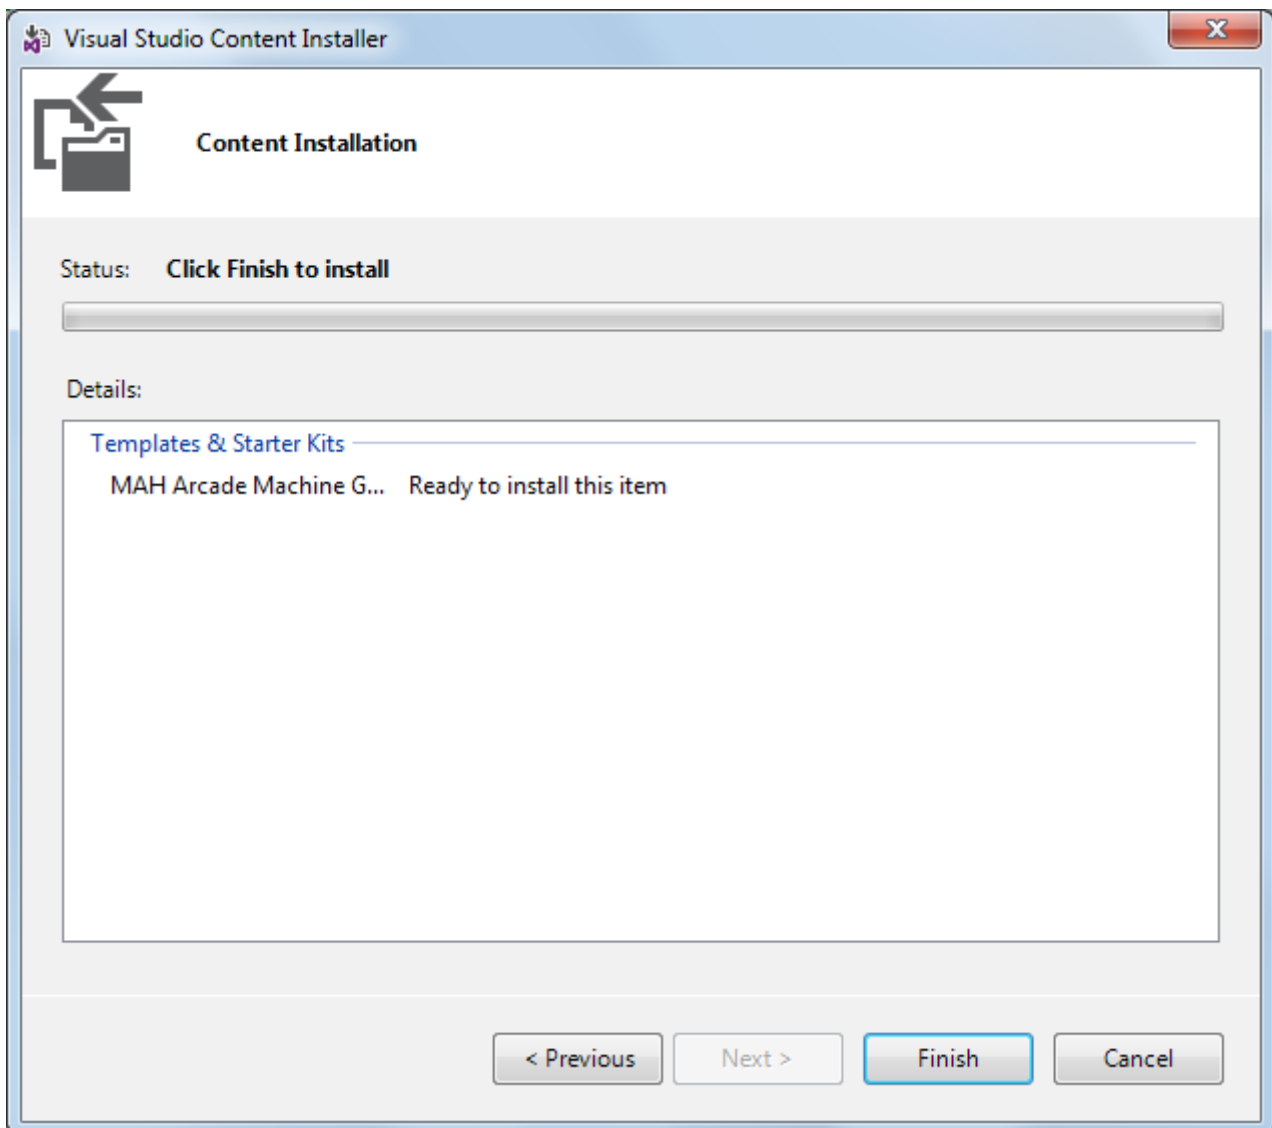 Visual Studio Content Installer
X
Content Installation
Status: Click Finish to install
Details:
Templates & Starter Kits
MAH Arcade Machine G... Ready to install this item
< Previous Next > Finish Cancel